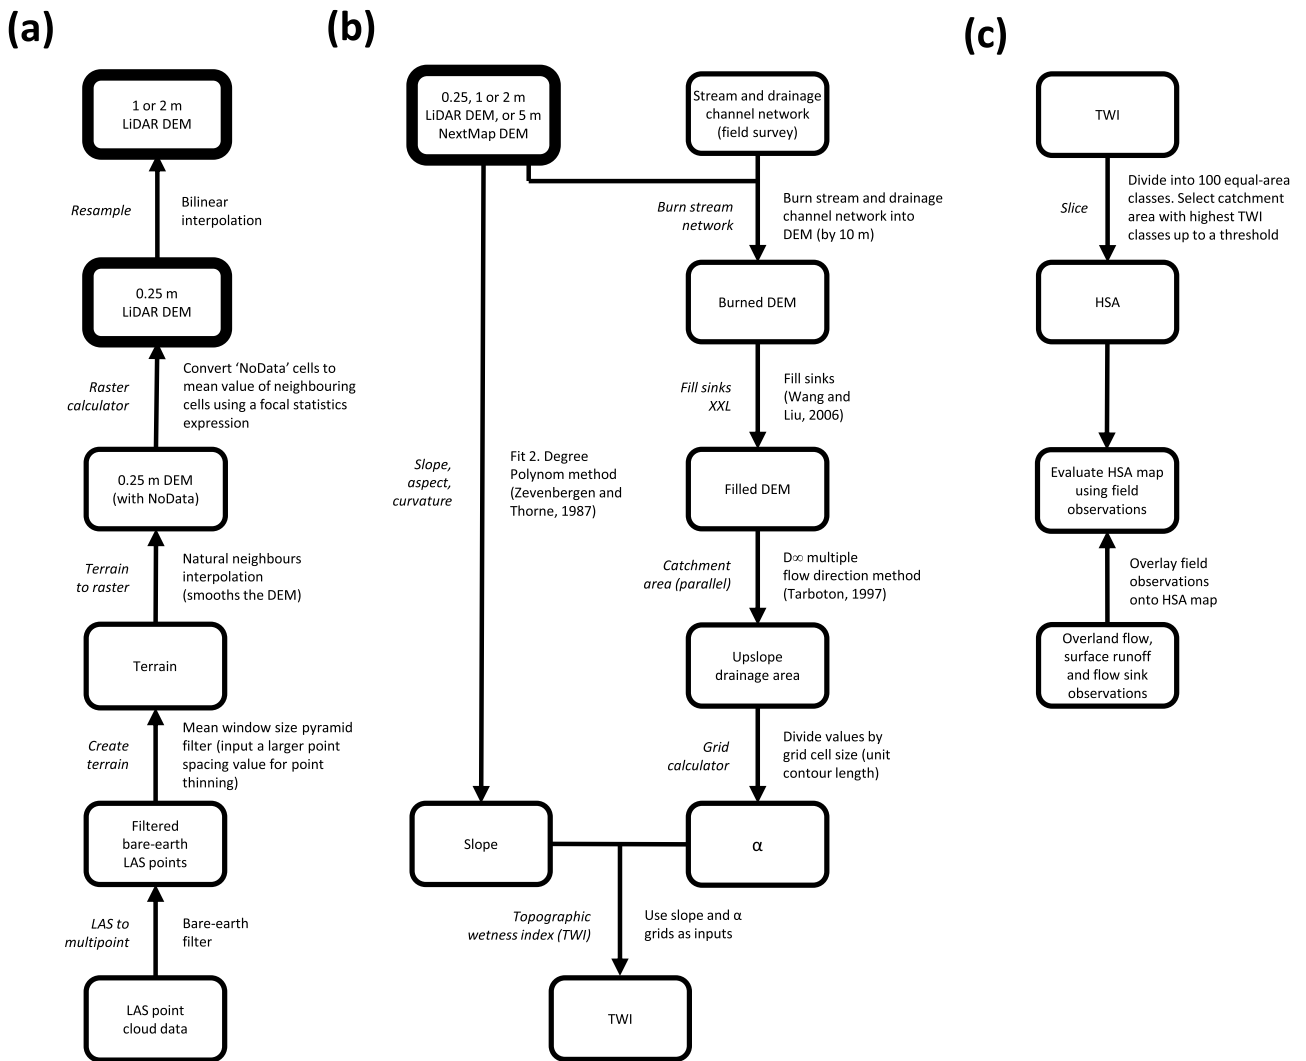 (a)
1 or 2 m
LiDAR DEM
Resample
Bilinear
interpolation
0.25 m
LiDAR DEM
Raster
calculator
Convert ‘NoData’ cells to
mean value of neighbouring
cells using a focal statistics
expression
0.25 m DEM
(with NoData)
Terrain
to raster
Natural neighbours
interpolation
(smooths the DEM)
Terrain
Create
terrain
Mean window size pyramid
filter (input a larger point
spacing value for point
thinning)
Filtered
bare-earth
LAS points
LAS to
multipoint
Bare-earth
filter
LAS point
cloud data
(b)
0.25, 1 or 2 m
LiDAR DEM, or 5 m
NextMap DEM
Stream and drainage
channel network
(field survey)
Burn stream
network
Burn stream and drainage
channel network into
DEM (by 10 m)
Burned DEM
Fill sinks
XXL
Fill sinks
(Wang and
Liu, 2006)
Slope,
aspect,
curvature
Fit 2. Degree
Polynom method
(Zevenbergen and
Thorne, 1987)
Filled DEM
Catchment
area (parallel)
D∞ multiple
flow direction method
(Tarboton, 1997)
Upslope
drainage area
Grid
calculator
Divide values by
grid cell size (unit
contour length)
Slope
α
Topographic
wetness index (TWI)
Use slope and α
grids as inputs
TWI
(c)
TWI
Slice
Divide into 100 equal-area
classes. Select catchment
area with highest TWI
classes up to a threshold
HSA
Evaluate HSA map
using field
observations
Overlay field
observations
onto HSA map
Overland flow,
surface runoff
and flow sink
observations